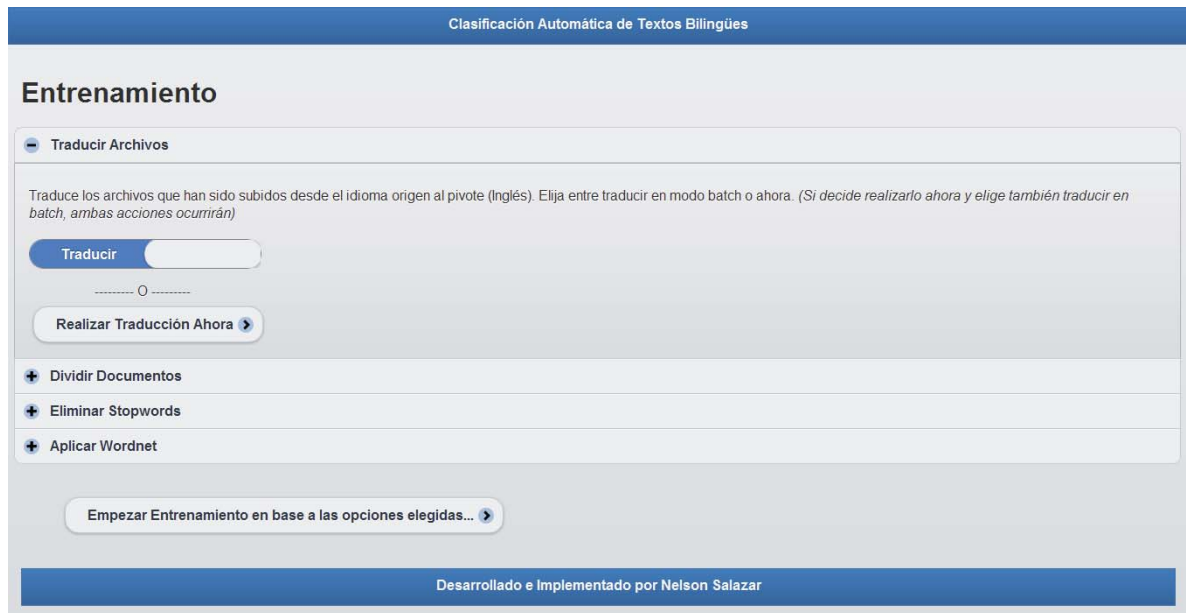 Clasificación Automática de Textos Bilingües
Entrenamiento
Traducir Archivos
Traduce los archivos que han sido subidos desde el idioma origen al pivote (Inglés). Elija entre traducir en modo batch o ahora. (Si decide realizarlo ahora y elige también traducir en
batch, ambas acciones ocurrirán)
Traducir
--------- O ---------
Realizar Traducción Ahora
Dividir Documentos
Eliminar Stopwords
Aplicar Wordnet
Empezar Entrenamiento en base a las opciones elegidas...
Desarrollado e Implementado por Nelson Salazar